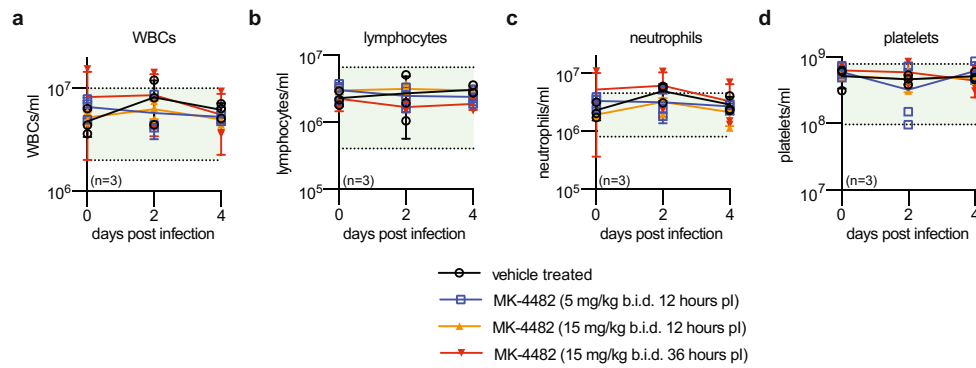 a b c d
WBCs lymphocytes neutrophils platelets
WBCs/ml
10⁷
10⁶
(n=3)
0 2 4
days post infection
lymphocytes/ml
10⁷
10⁶
10⁵
(n=3)
0 2 4
days post infection
neutrophils/ml
10⁸
10⁷
10⁶
10⁵
(n=3)
0 2 4
days post infection
platelets/ml
10⁹
10⁸
10⁷
(n=3)
0 2 4
days post infection
vehicle treated
MK-4482 (5 mg/kg b.i.d. 12 hours pI)
MK-4482 (15 mg/kg b.i.d. 12 hours pI)
MK-4482 (15 mg/kg b.i.d. 36 hours pI)